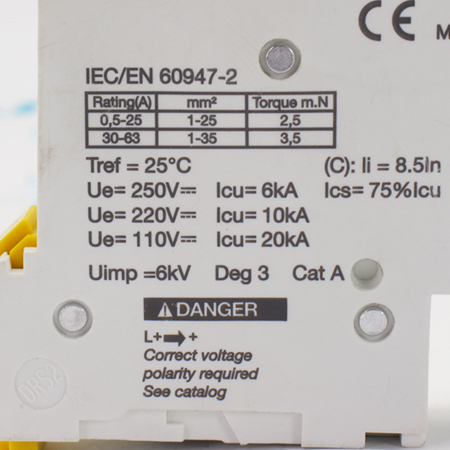 CE M
IEC/EN 60947-2
Rating(A) mm² Torque m.N
0,5-25 1-25 2,5
30-63 1-35 3,5
Tref = 25°C (C): Ii = 8.5In
Ue= 250V⎓ Icu= 6kA Ics= 75%Icu
Ue= 220V⎓ Icu= 10kA
Ue= 110V⎓ Icu= 20kA
Uimp =6kV Deg 3 Cat A
⚠DANGER
L+➡+
Correct voltage
polarity required
See catalog
DRS2